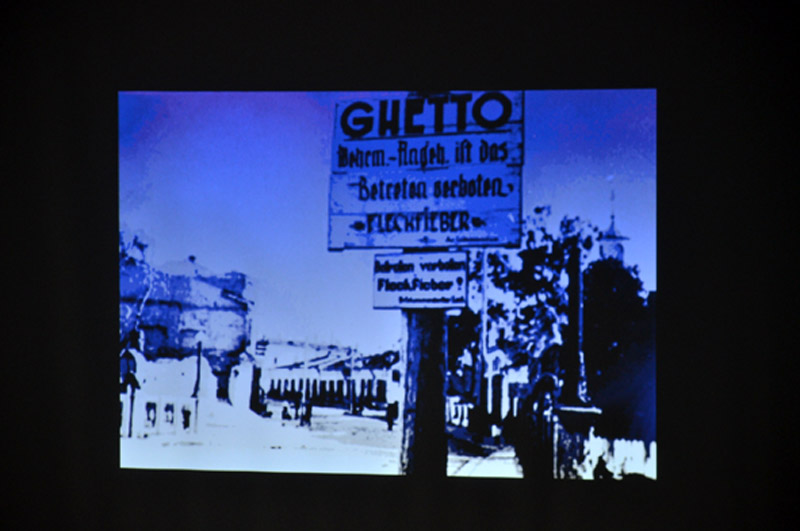 GHETTO
Wehrm.-Angeh. ist das
Betreten verboten.
FLECKFIEBER
Betreten verboten
Fleckfieber!